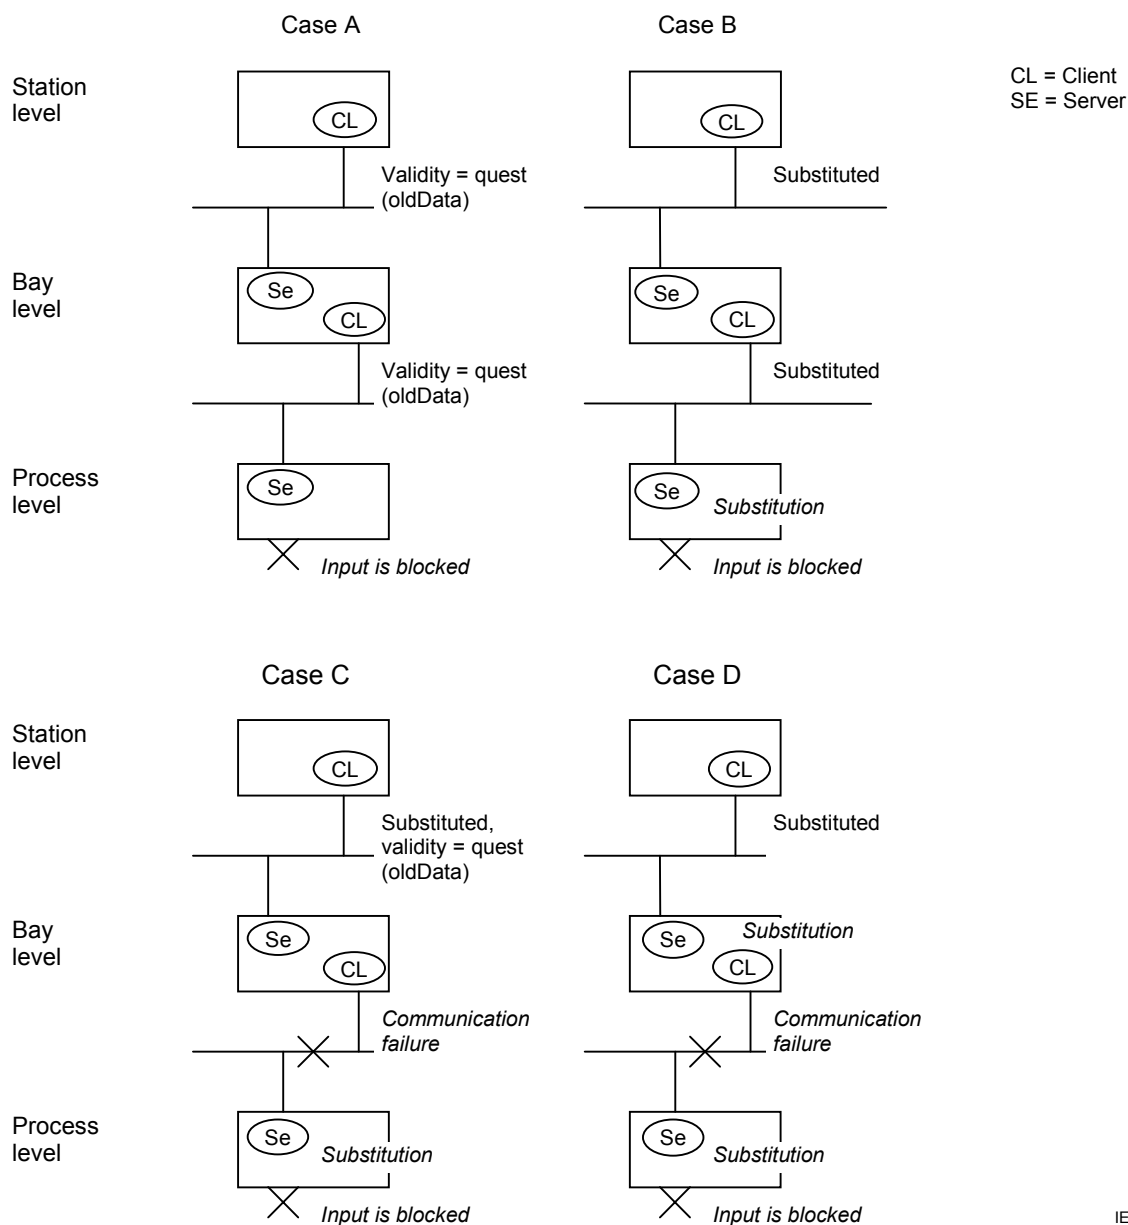 Case A
Case B
Station
level
CL = Client
SE = Server
CL
CL
Validity = quest
(oldData)
Substituted
Bay
level
Se
CL
Se
CL
Validity = quest
(oldData)
Substituted
Process
level
Se
Se
Substitution
Input is blocked
Input is blocked
Case C
Case D
Station
level
CL
CL
Substituted,
validity = quest
(oldData)
Substituted
Bay
level
Se
CL
Se
Substitution
CL
Communication
failure
Communication
failure
Process
level
Se
Substitution
Se
Substitution
Input is blocked
Input is blocked
IE